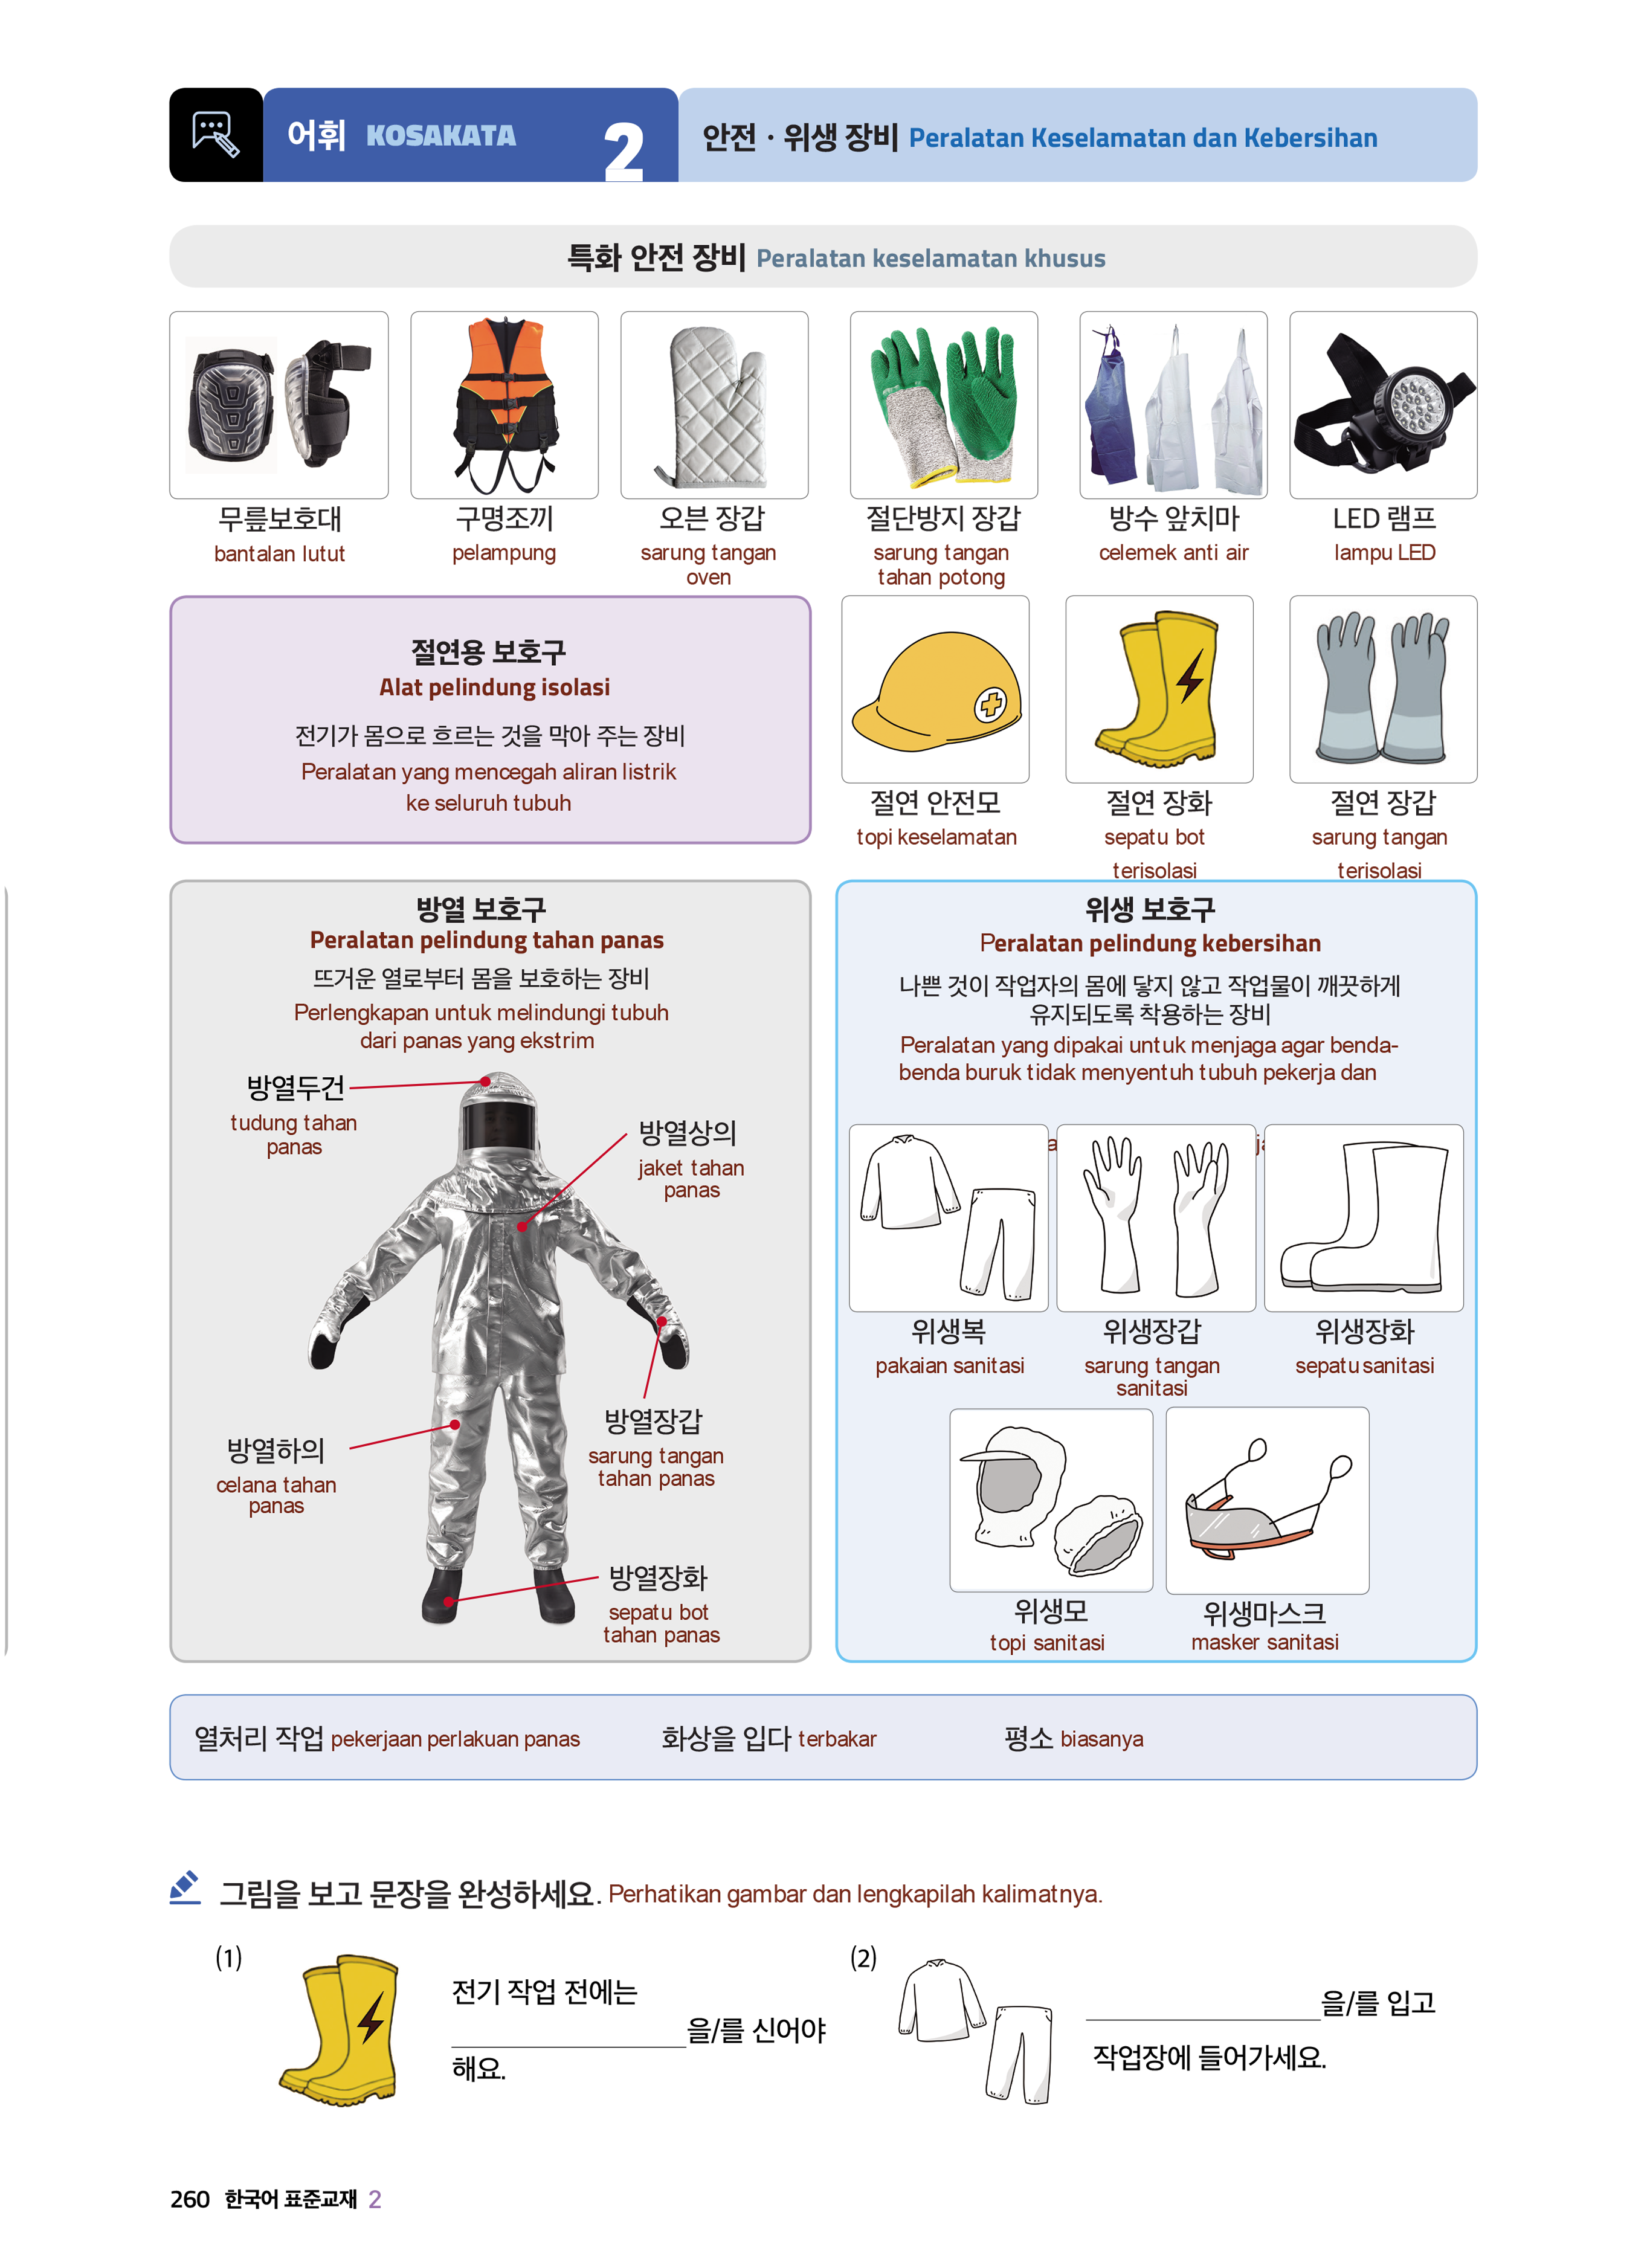 어휘 KOSAKATA 2 안전 · 위생 장비 Peralatan Keselamatan dan Kebersihan
특화 안전 장비 Peralatan keselamatan khusus
무릎보호대
bantalan lutut
구명조끼
pelampung
오븐 장갑
sarung tangan
oven
절단방지 장갑
sarung tangan
tahan potong
방수 앞치마
celemek anti air
LED 램프
lampu LED
절연용 보호구
Alat pelindung isolasi
전기가 몸으로 흐르는 것을 막아 주는 장비
Peralatan yang mencegah aliran listrik
ke seluruh tubuh
절연 안전모
topi keselamatan
절연 장화
sepatu bot
terisolasi
절연 장갑
sarung tangan
terisolasi
방열 보호구
Peralatan pelindung tahan panas
뜨거운 열로부터 몸을 보호하는 장비
Perlengkapan untuk melindungi tubuh
dari panas yang ekstrim
방열두건
tudung tahan
panas
방열상의
jaket tahan
panas
방열장갑
sarung tangan
tahan panas
방열하의
celana tahan
panas
방열장화
sepatu bot
tahan panas
위생 보호구
Peralatan pelindung kebersihan
나쁜 것이 작업자의 몸에 닿지 않고 작업물이 깨끗하게
유지되도록 착용하는 장비
Peralatan yang dipakai untuk menjaga agar benda-
benda buruk tidak menyentuh tubuh pekerja dan
위생복
pakaian sanitasi
위생장갑
sarung tangan
sanitasi
위생장화
sepatu sanitasi
위생모
topi sanitasi
위생마스크
masker sanitasi
열처리 작업 pekerjaan perlakuan panas 화상을 입다 terbakar 평소 biasanya
그림을 보고 문장을 완성하세요. Perhatikan gambar dan lengkapilah kalimatnya.
(1)
전기 작업 전에는
____________을/를 신어야
해요.
(2)
____________을/를 입고
작업장에 들어가세요.
260 한국어 표준교재 2